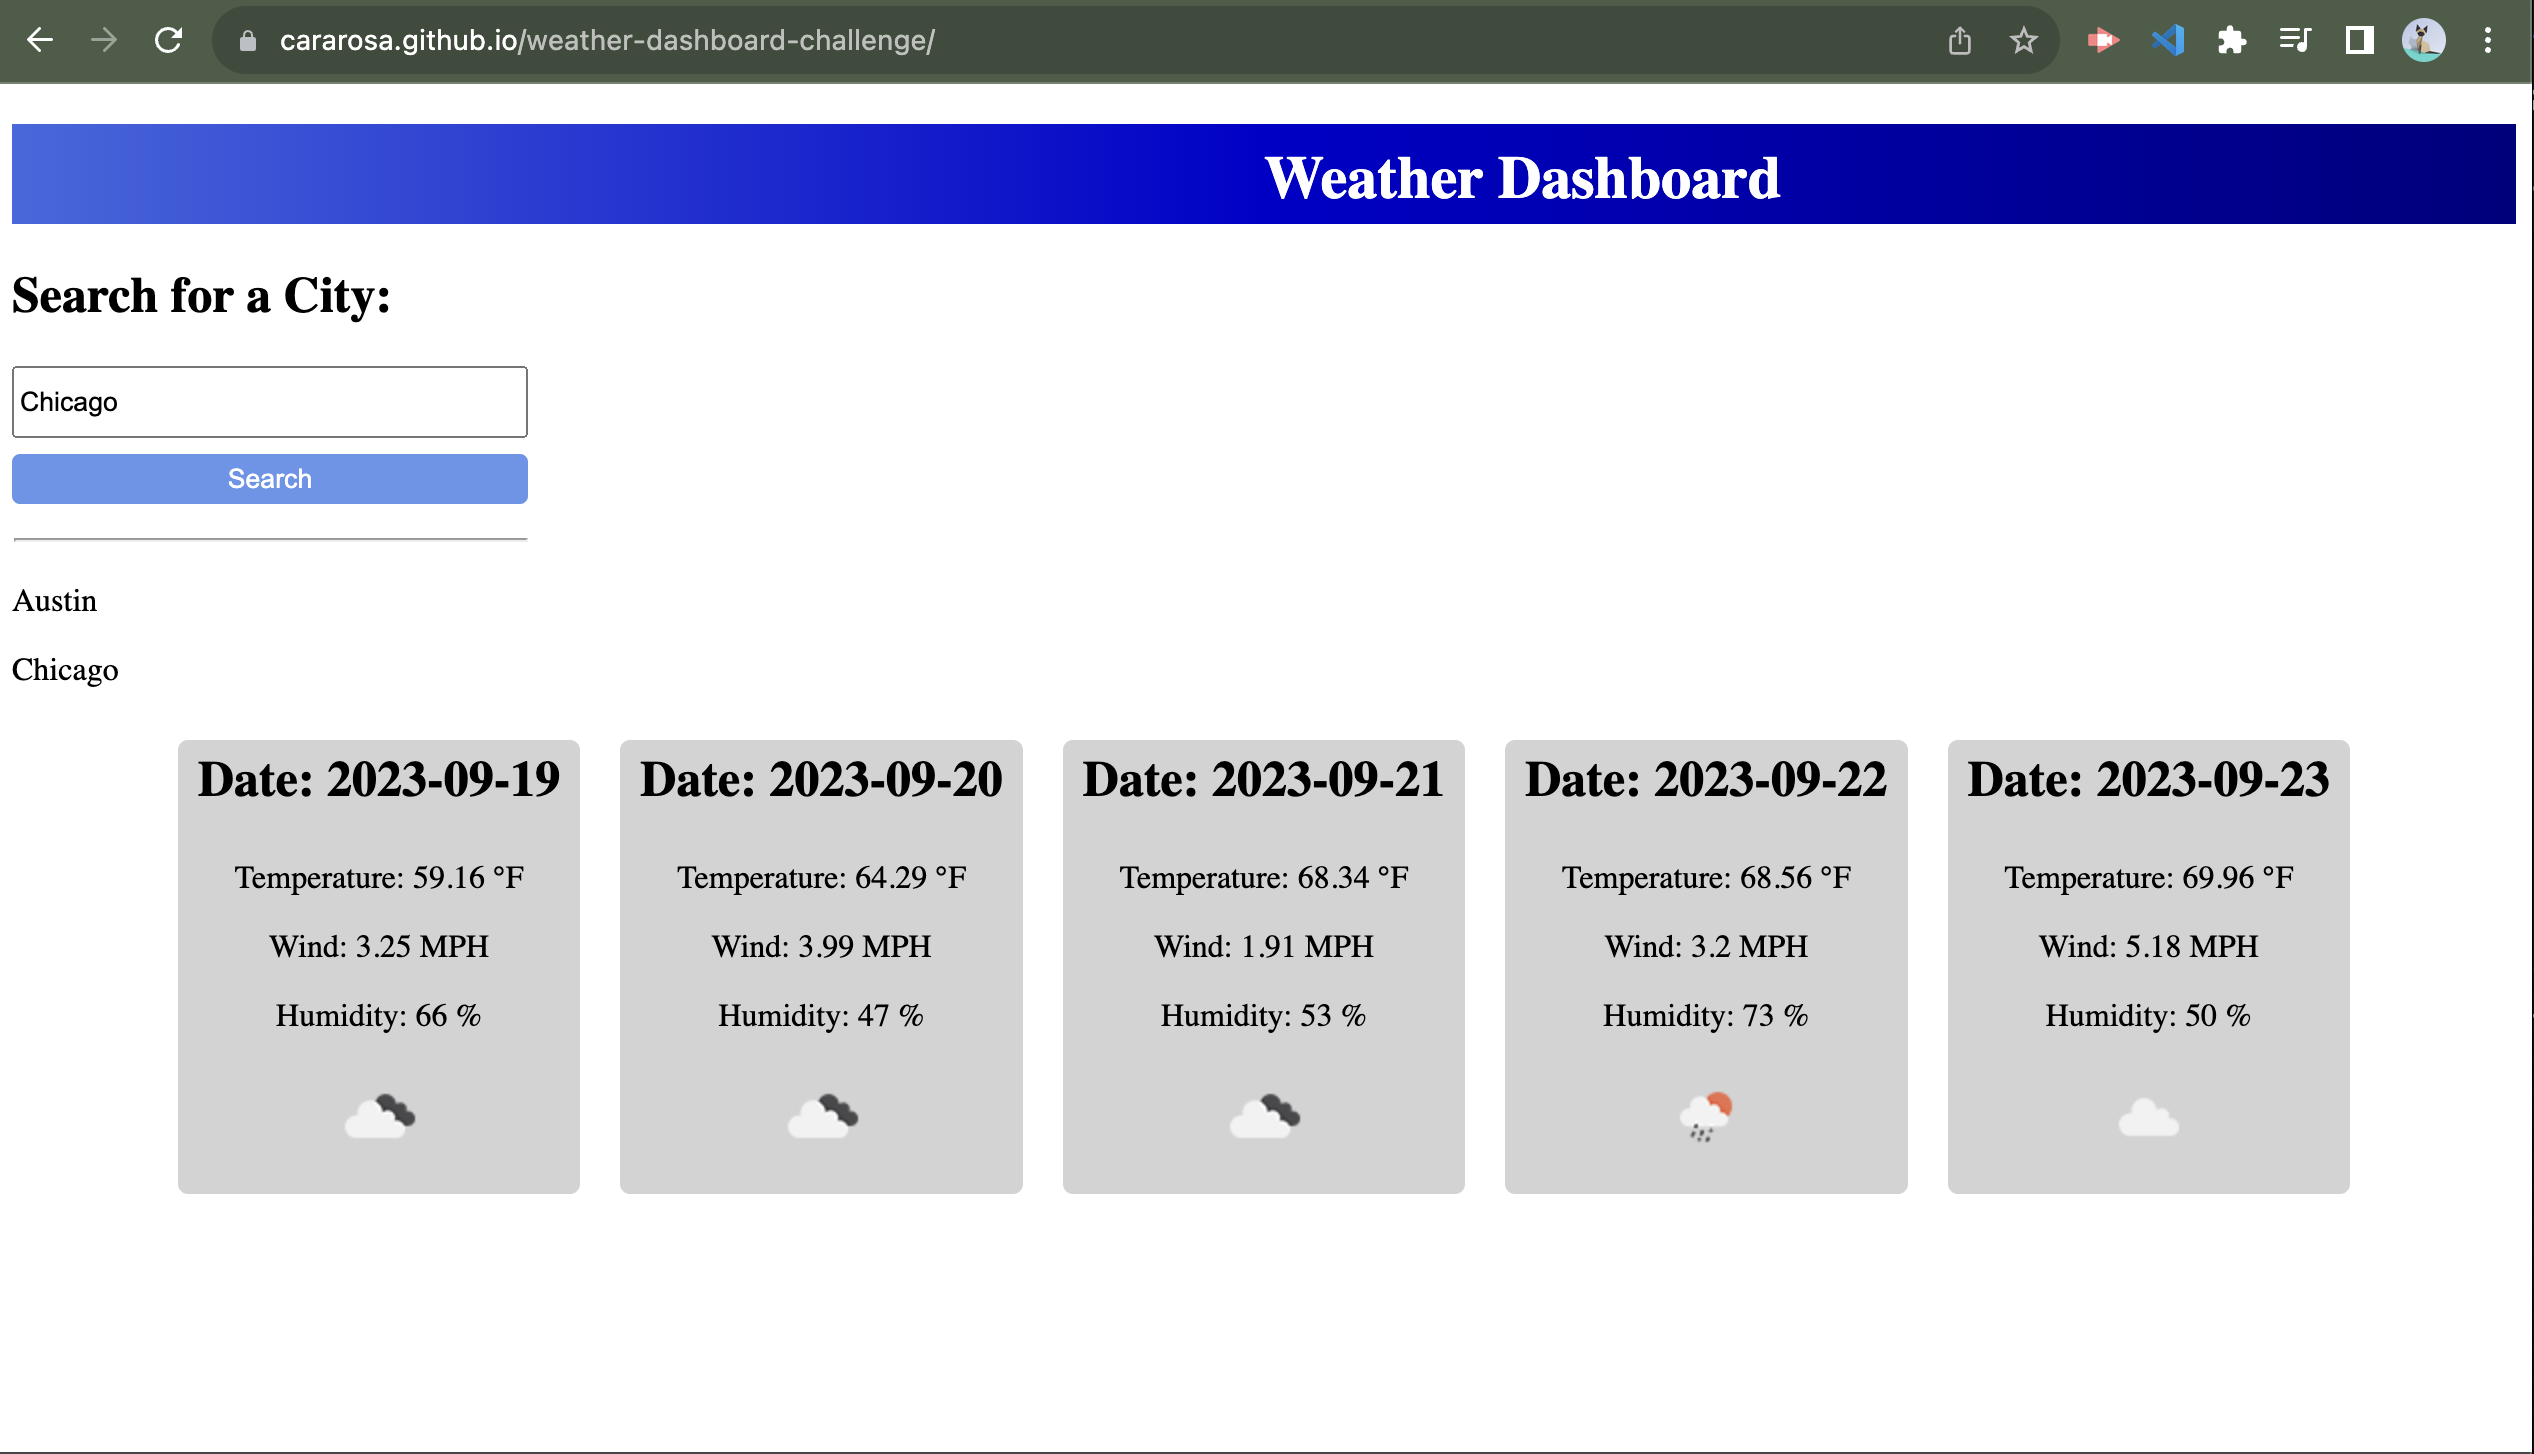 cararosa.github.io/weather-dashboard-challenge/
Weather Dashboard
Search for a City:
Chicago
Search
Austin
Chicago
Date: 2023-09-19
Temperature: 59.16 °F
Wind: 3.25 MPH
Humidity: 66 %
Date: 2023-09-20
Temperature: 64.29 °F
Wind: 3.99 MPH
Humidity: 47 %
Date: 2023-09-21
Temperature: 68.34 °F
Wind: 1.91 MPH
Humidity: 53 %
Date: 2023-09-22
Temperature: 68.56 °F
Wind: 3.2 MPH
Humidity: 73 %
Date: 2023-09-23
Temperature: 69.96 °F
Wind: 5.18 MPH
Humidity: 50 %